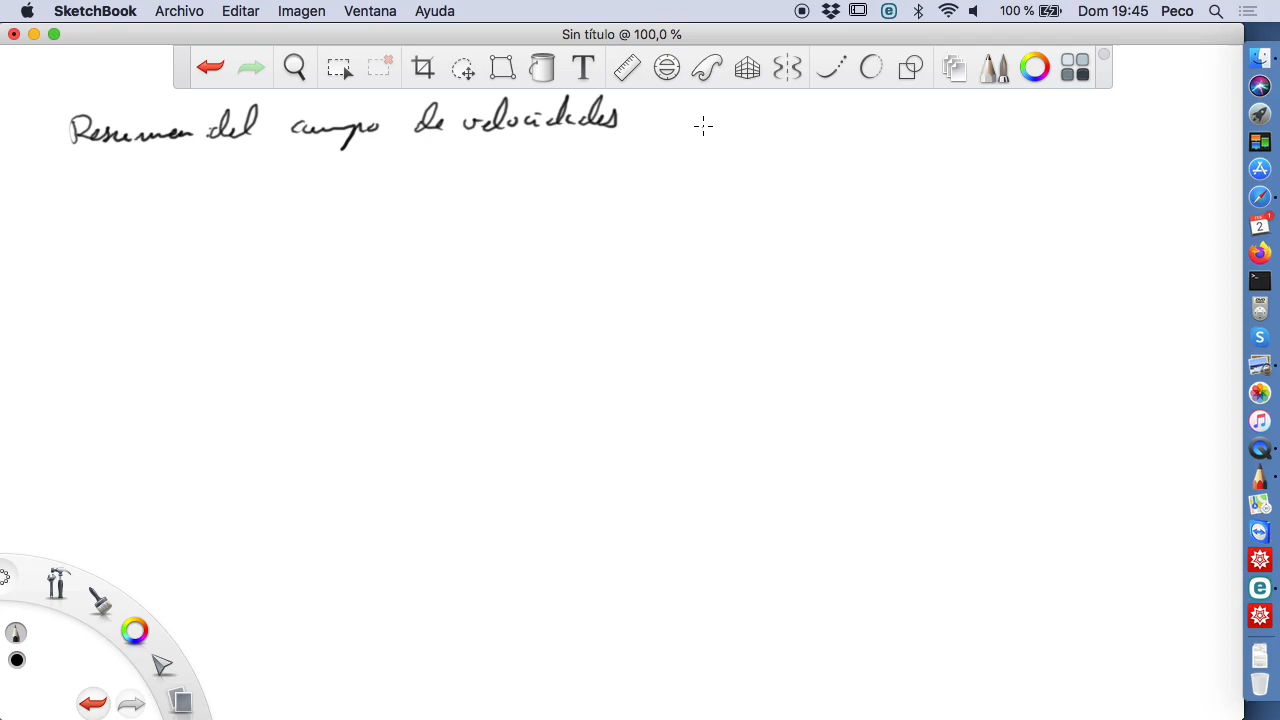 SketchBook Archivo Editar Imagen Ventana Ayuda 100 % Dom 19:45 Peco
Sin título @ 100,0 %
Resumen del campo de velocidades